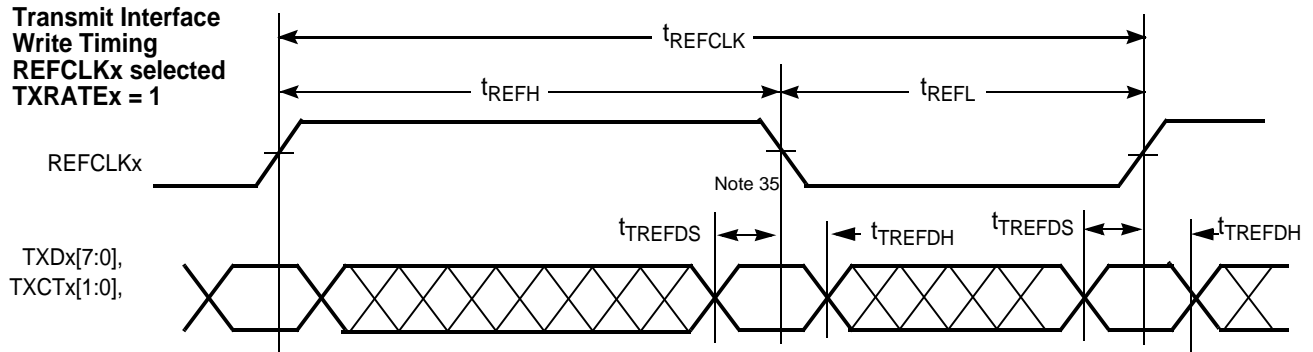 Transmit Interface
Write Timing
REFCLKx selected
TXRATEx = 1
tREFCLK
tREFH
tREFL
REFCLKx
Note 35
tTREFDS
tTREFDH
tTREFDS
tTREFDH
TXDx[7:0],
TXCTx[1:0],